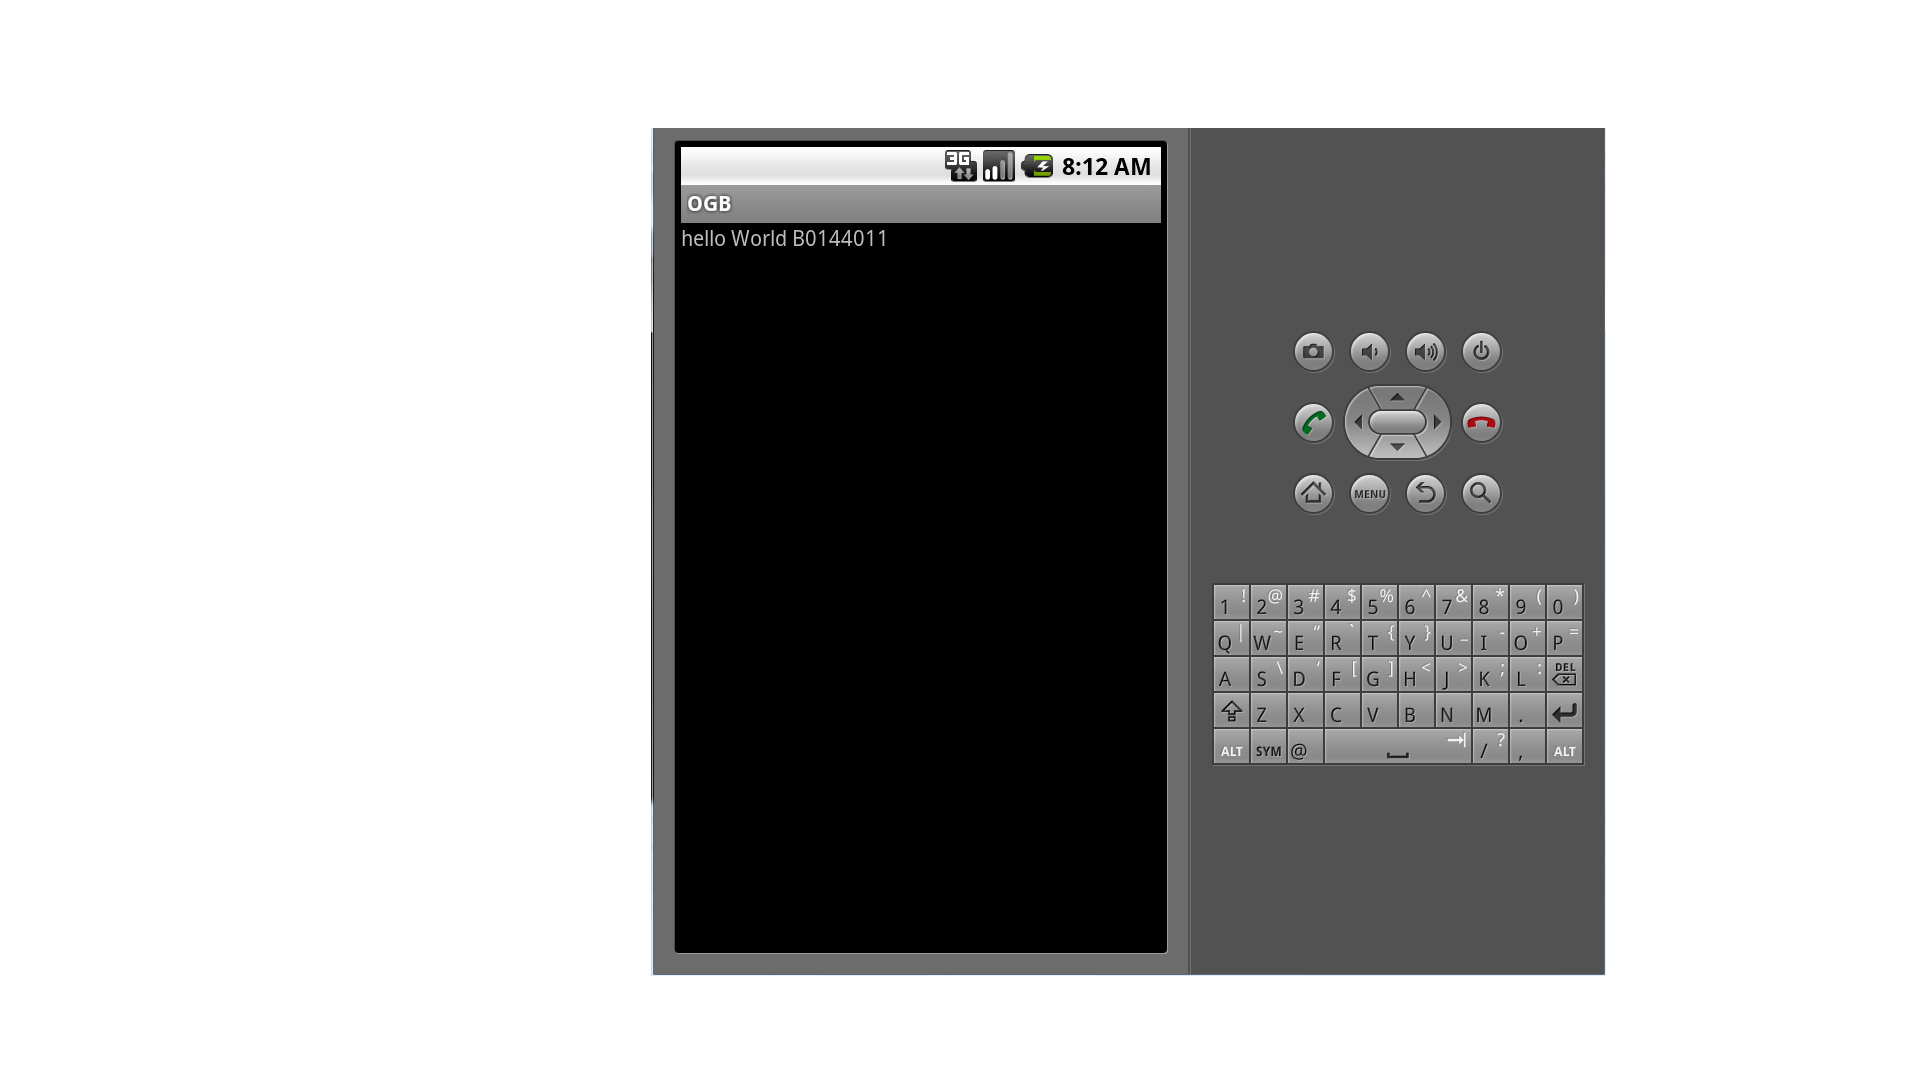 3G 8:12 AM
OGB
hello World B0144011
MENU
1 ! 2 @ 3 # 4 $ 5 % 6 ^ 7 & 8 * 9 ( 0 )
Q | W ~ E “ R ` T { Y } U _ I - O + P =
A S \ D ‘ F [ G ] H < J > K ; L : DEL
Z X C V B N M .
ALT SYM @ / ? , ALT